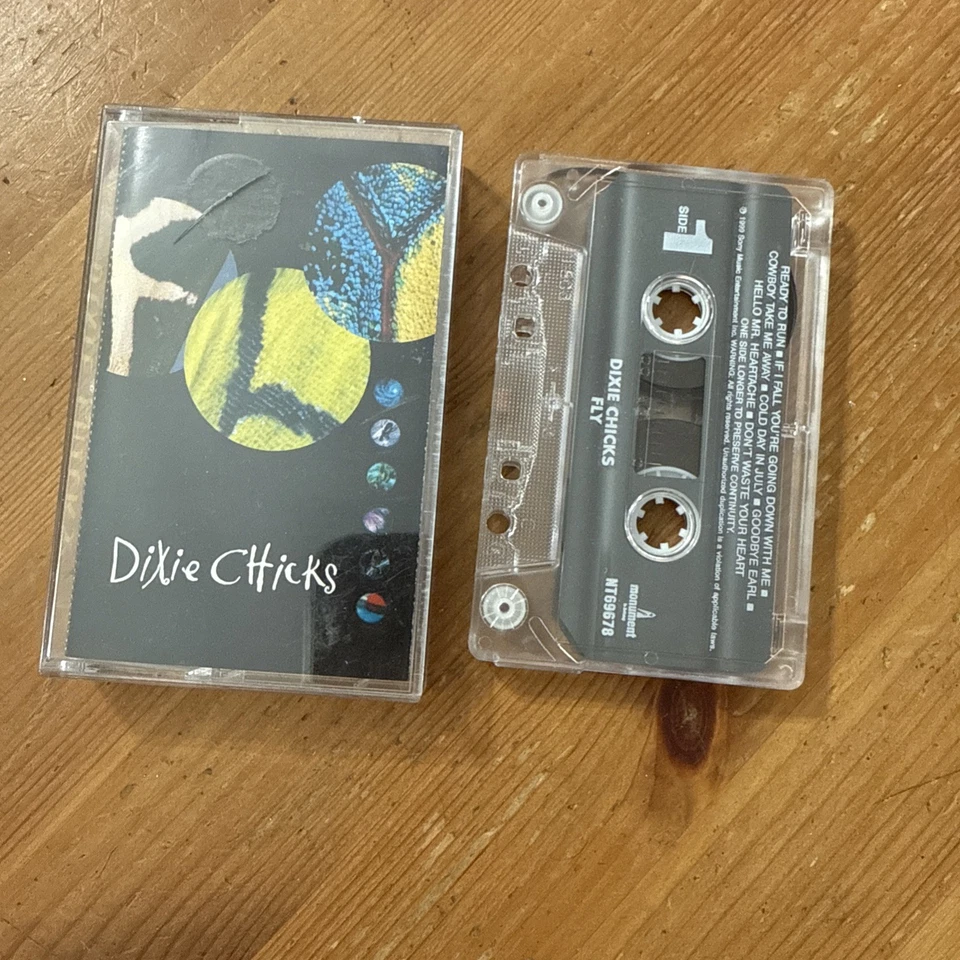 DiXie CHicks
SIDE 1
READY TO RUN ■ IF I FALL YOU'RE GOING DOWN WITH ME ■
COWBOY TAKE ME AWAY ■ COLD DAY IN JULY ■ GOODBYE EARL ■
HELLO MR. HEARTACHE ■ DON'T WASTE YOUR HEART
ONE SIDE LONGER TO PRESERVE CONTINUITY.
℗ 1999 Sony Music Entertainment Inc. WARNING: All rights reserved. Unauthorized duplication is a violation of applicable laws.
DIXIE CHICKS
FLY
monument
NT69678